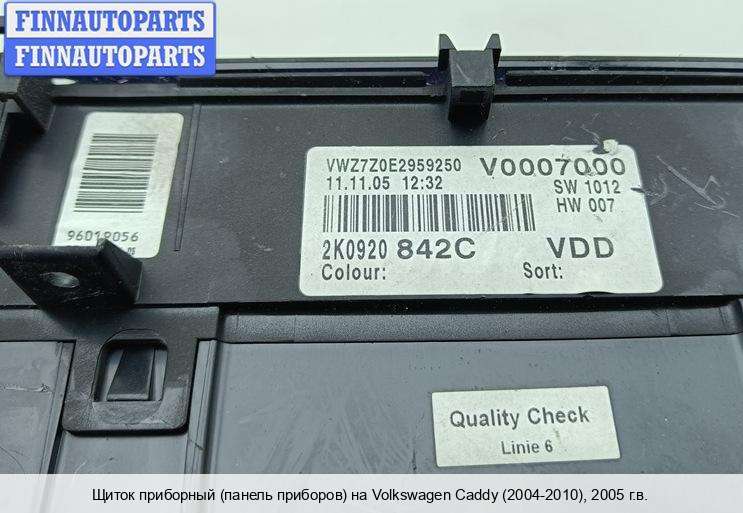 FINNAUTOPARTS
FINNAUTOPARTS
VWZ7Z0E2959250 V0007000
11.11.05 12:32 SW 1012
HW 007
2K0920 842C VDD
Colour: Sort:
Quality Check
Linie 6
Щиток приборный (панель приборов) на Volkswagen Caddy (2004-2010), 2005 г.в.